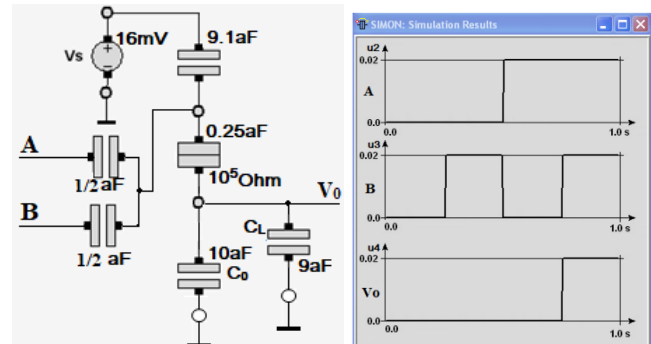 16mV
9.1aF
Vs
+
-
0.25aF
A
1/2 aF
10⁵Ohm
V₀
B
C_L
1/2 aF
10aF
C₀
9aF
SIMON: Simulation Results
u2
0.02
A
0.0
0.0
1.0 s
u3
0.02
B
0.0
0.0
1.0 s
u4
0.02
Vo
0.0
0.0
1.0 s